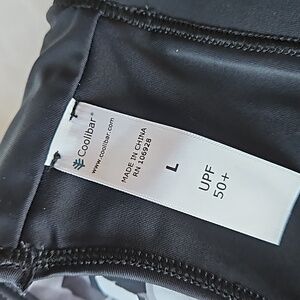 Coolibar®
www.coolibar.com
MADE IN CHINA
RN 106928
L
UPF
50+